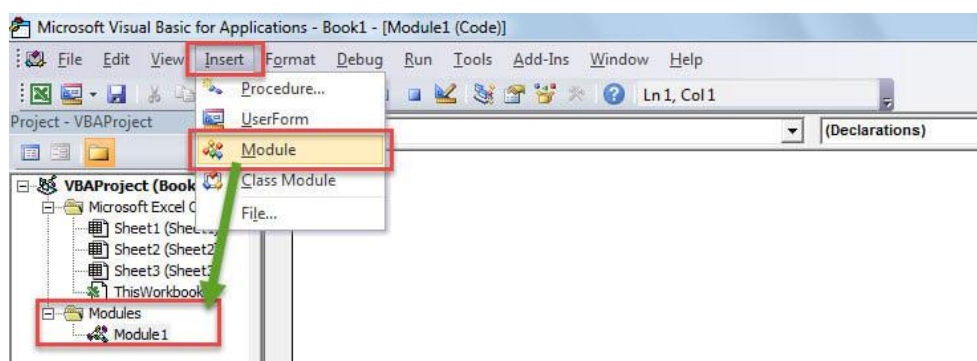 Microsoft Visual Basic for Applications - Book1 - [Module1 (Code)]
File Edit View Insert Format Debug Run Tools Add-Ins Window Help
Procedure...
Ln 1, Col 1
Project - VBAProject
UserForm
(Declarations)
Module
Class Module
VBAProject (Book
Microsoft Excel O
File...
Sheet1
Sheet2 (Sheet2
Sheet3 (Sheet3
ThisWorkbook
Modules
Module1